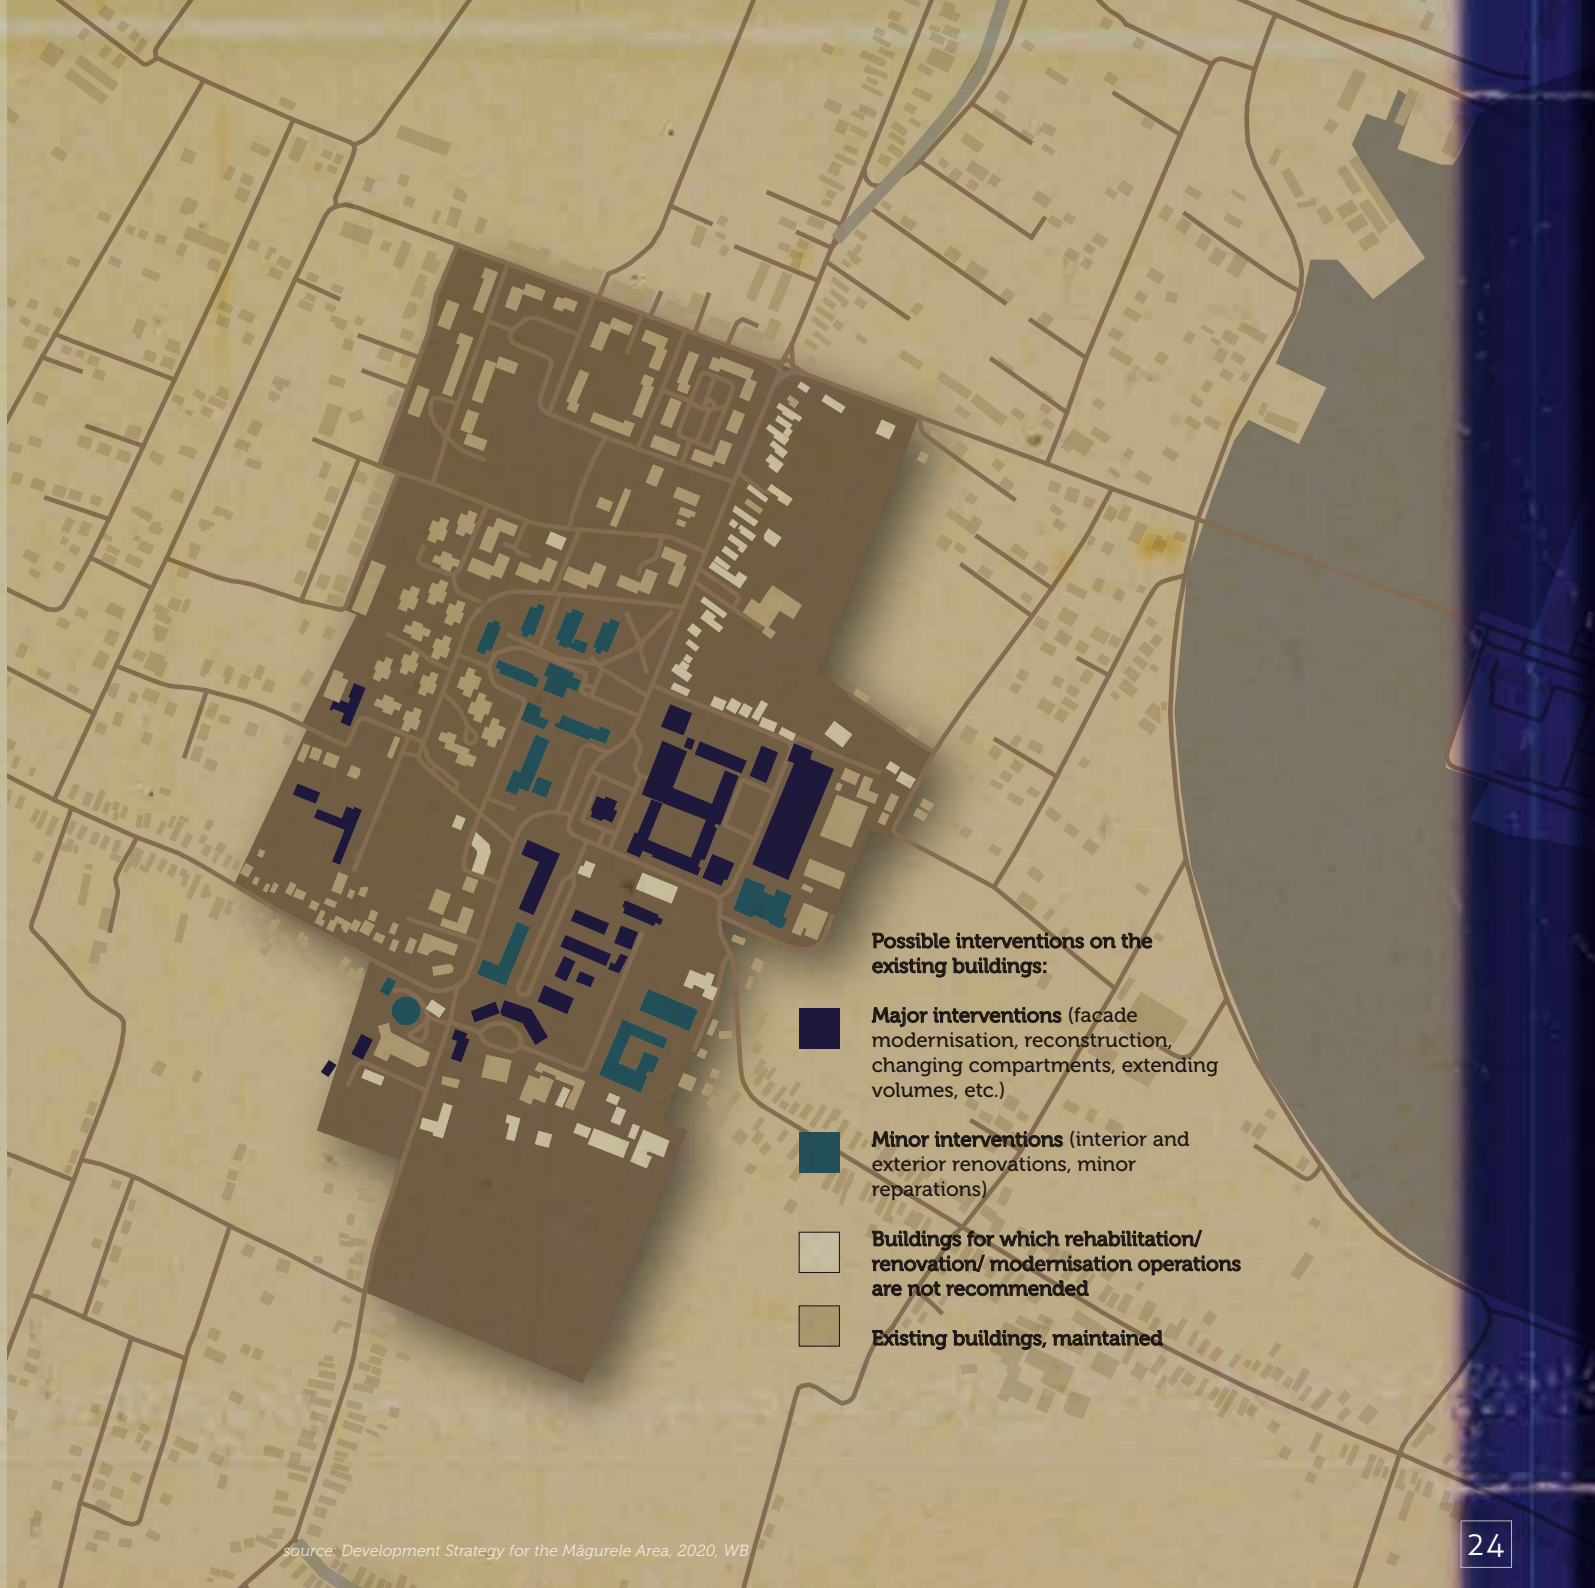 Possible interventions on the
existing buildings:
Major interventions (facade
modernisation, reconstruction,
changing compartments, extending
volumes, etc.)
Minor interventions (interior and
exterior renovations, minor
reparations)
Buildings for which rehabilitation/
renovation/ modernisation operations
are not recommended
Existing buildings, maintained
source: Development Strategy for the Măgurele Area, 2020, WB
24